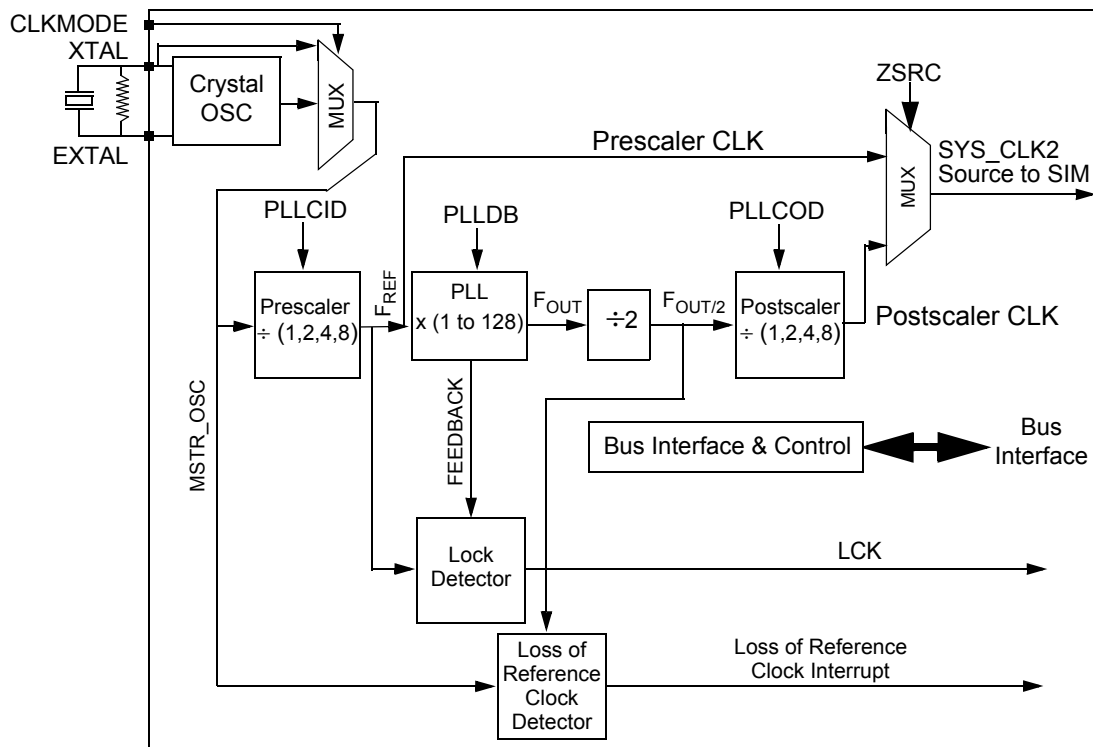 CLKMODE
XTAL
EXTAL
Crystal
OSC
MUX
ZSRC
Prescaler CLK
MUX
SYS_CLK2
Source to SIM
PLLCID
PLLDB
PLLCOD
Prescaler
÷ (1,2,4,8)
FREF
PLL
x (1 to 128)
FOUT
÷2
FOUT/2
Postscaler
÷ (1,2,4,8)
Postscaler CLK
MSTR_OSC
FEEDBACK
Bus Interface & Control
Bus
Interface
Lock
Detector
LCK
Loss of
Reference
Clock
Detector
Loss of Reference
Clock Interrupt